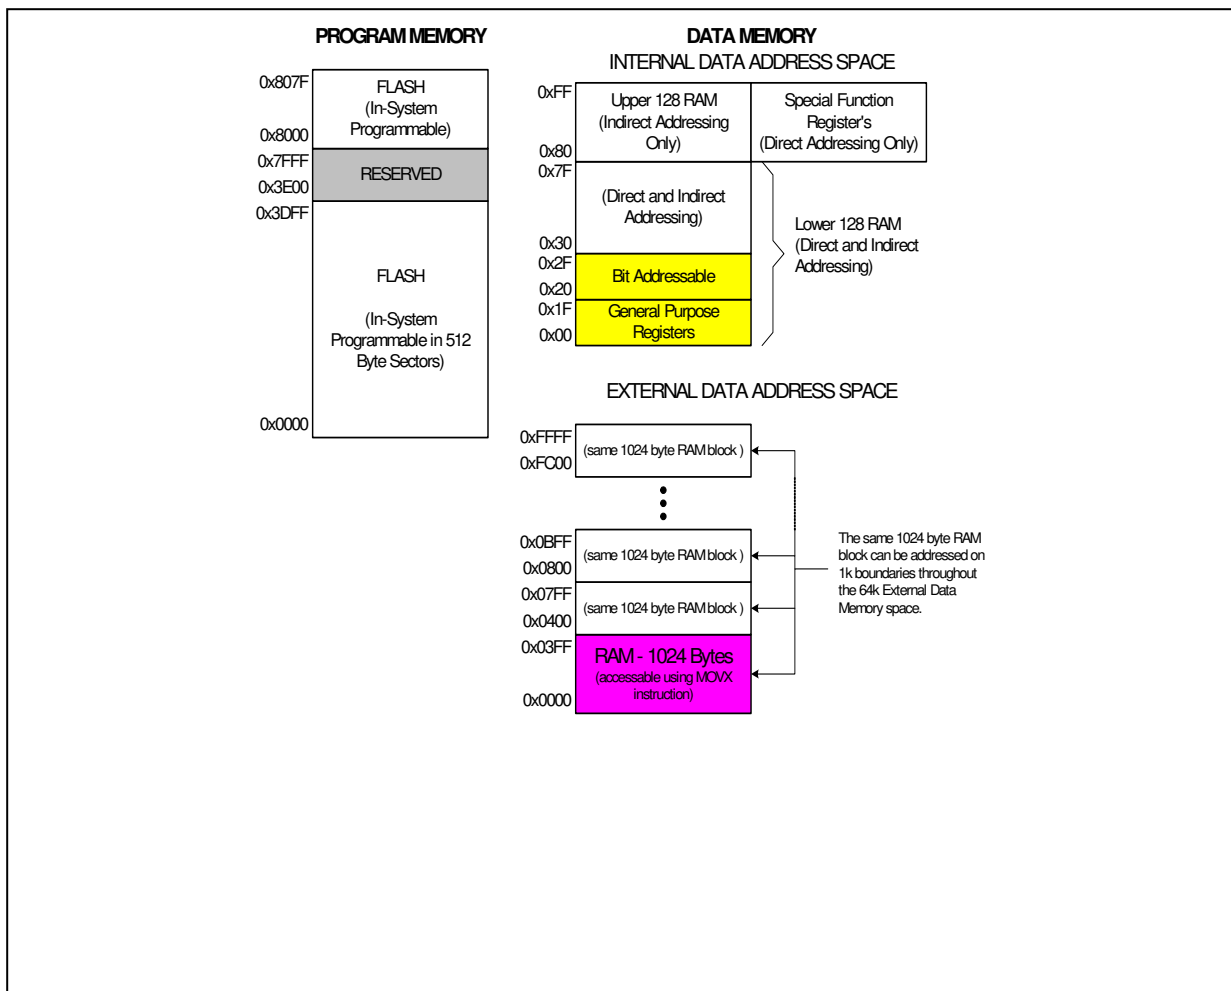 PROGRAM MEMORY
0x807F
0x8000
FLASH
(In-System
Programmable)
0x7FFF
0x3E00
RESERVED
0x3DFF
0x0000
FLASH
(In-System
Programmable in 512
Byte Sectors)
DATA MEMORY
INTERNAL DATA ADDRESS SPACE
0xFF
0x80
Upper 128 RAM
(Indirect Addressing
Only)
Special Function
Register's
(Direct Addressing Only)
0x7F
0x30
(Direct and Indirect
Addressing)
0x2F
0x20
Bit Addressable
0x1F
0x00
General Purpose
Registers
Lower 128 RAM
(Direct and Indirect
Addressing)
EXTERNAL DATA ADDRESS SPACE
0xFFFF
0xFC00
(same 1024 byte RAM block )
0x0BFF
0x0800
(same 1024 byte RAM block )
0x07FF
0x0400
(same 1024 byte RAM block )
0x03FF
0x0000
RAM - 1024 Bytes
(accessable using MOVX
instruction)
The same 1024 byte RAM
block can be addressed on
1k boundaries throughout
the 64k External Data
Memory space.